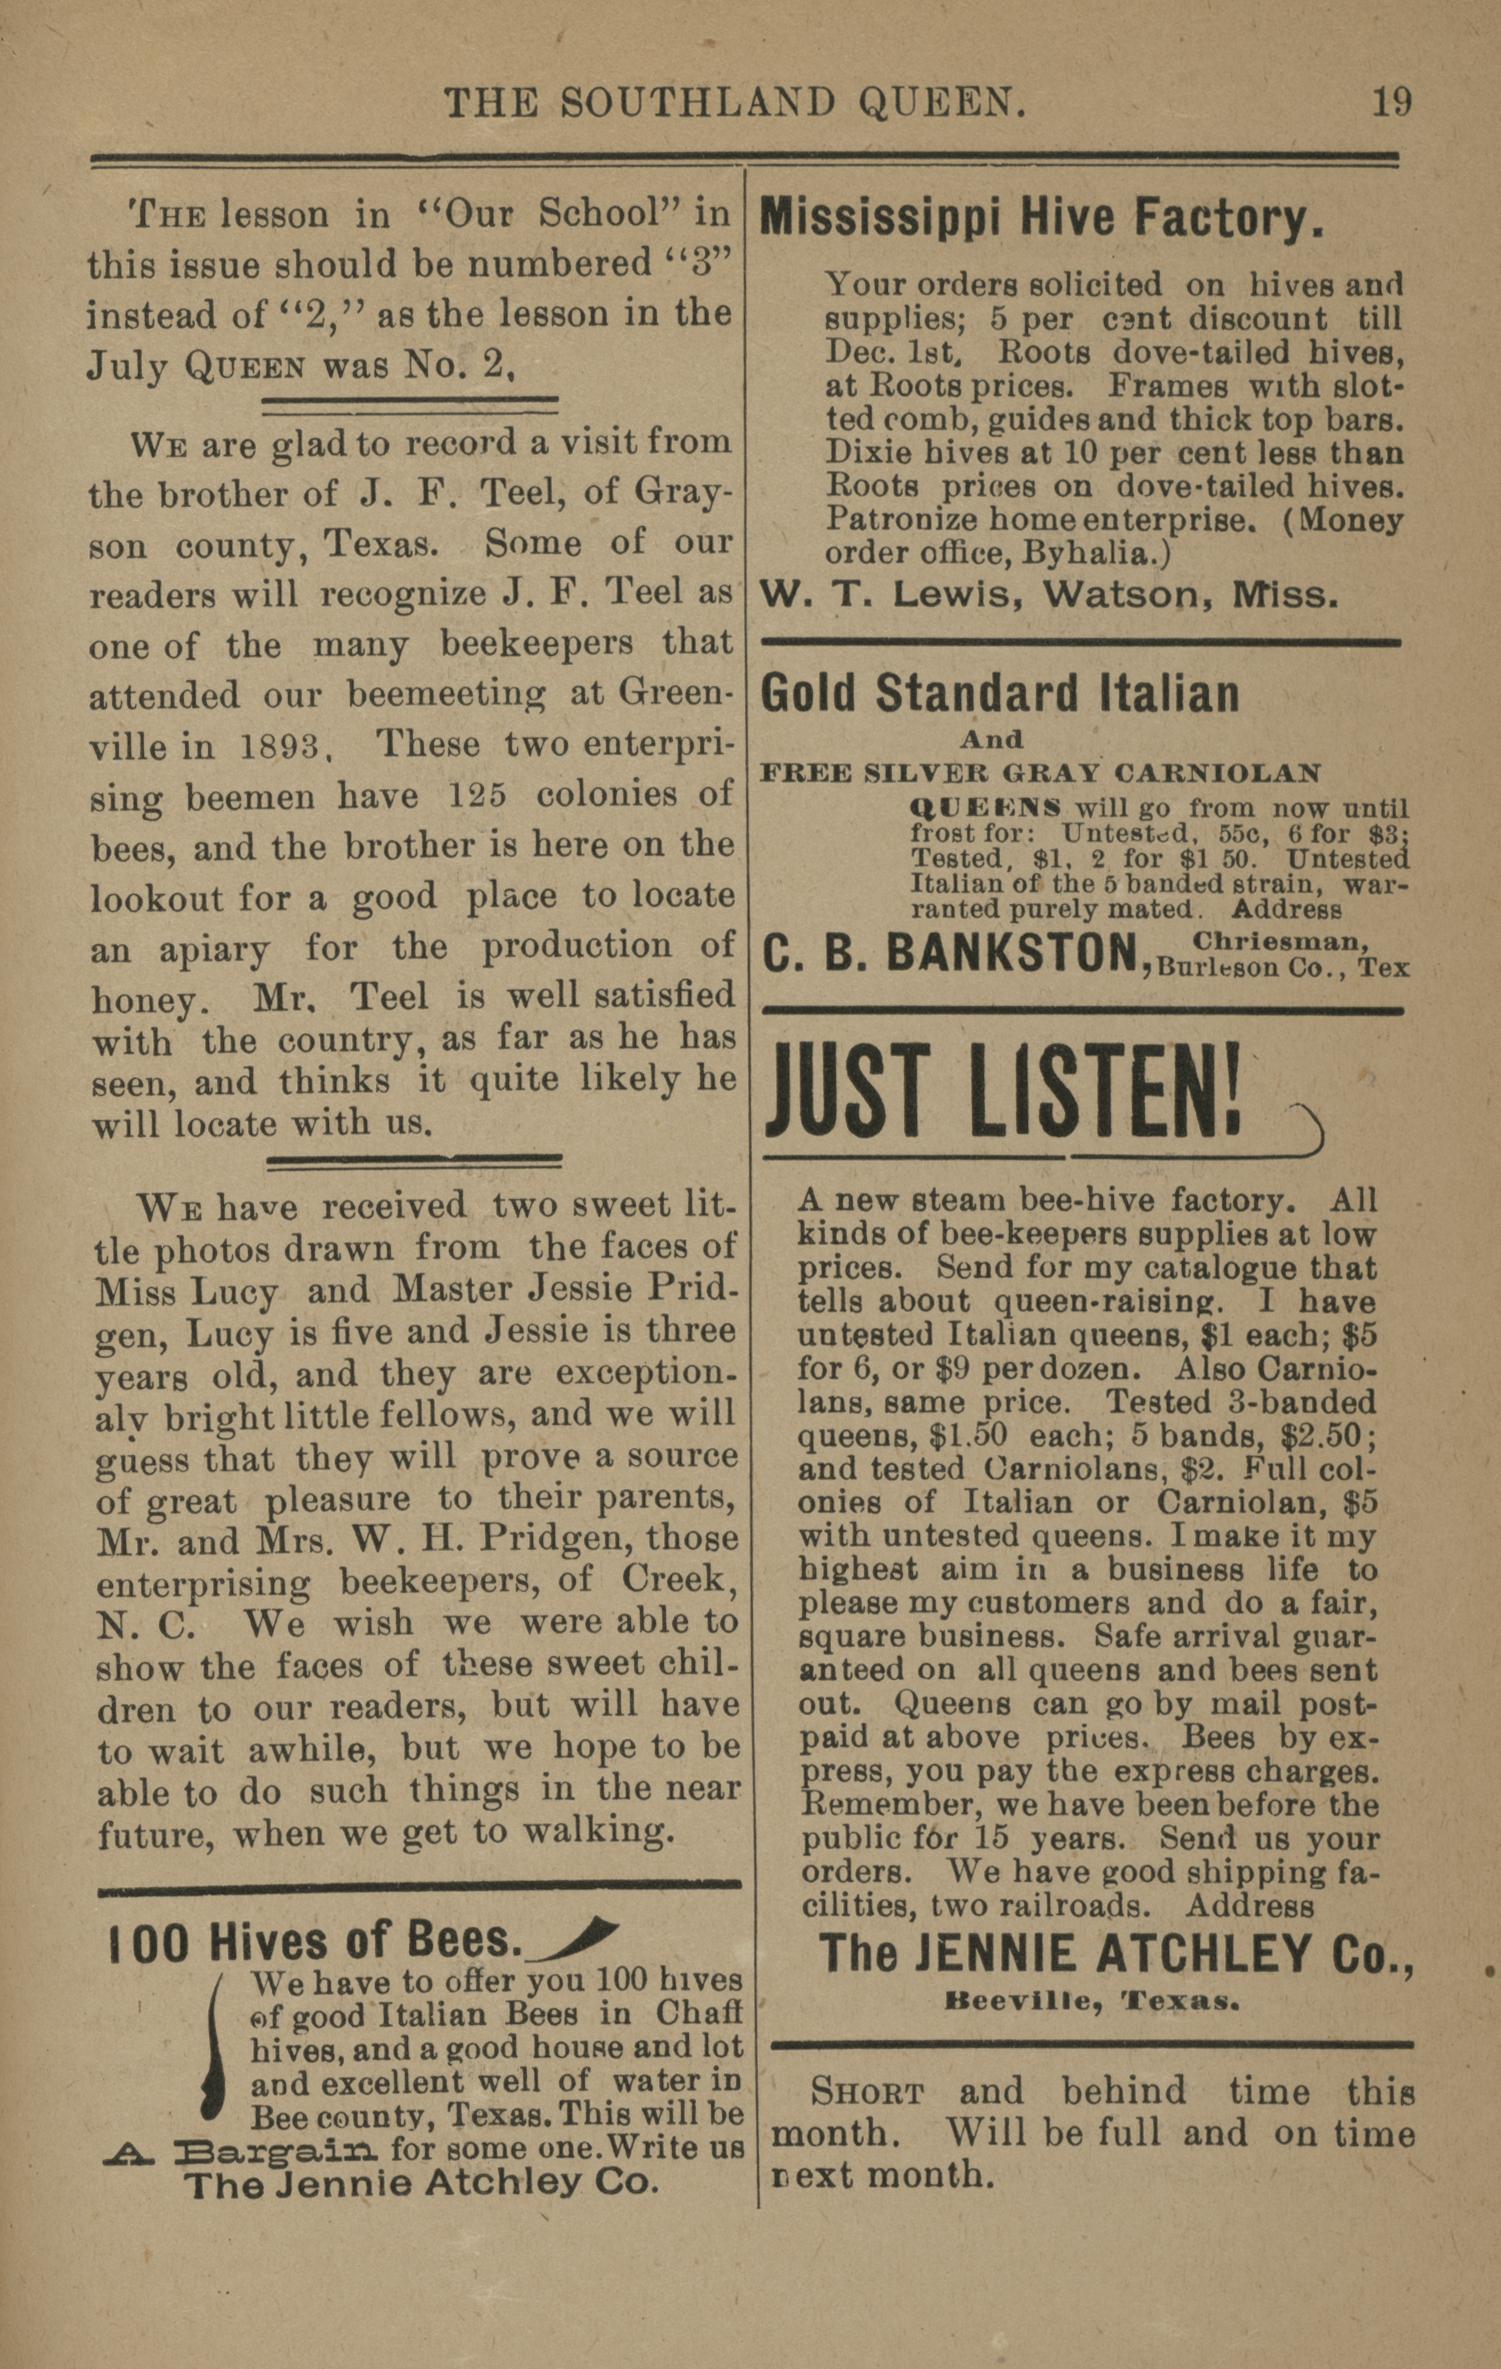 THE SOUTHLAND QUEEN. 19
THE lesson in "Our School" in
this issue should be numbered "3"
instead of "2," as the lesson in the
July QUEEN was No. 2,
WE are glad to record a visit from
the brother of J. F. Teel, of Gray-
son county, Texas. Some of our
readers will recognize J. F. Teel as
one of the many beekeepers that
attended our beemeeting at Green-
ville in 1893, These two enterpri-
sing beemen have 125 colonies of
bees, and the brother is here on the
lookout for a good place to locate
an apiary for the production of
honey. Mr. Teel is well satisfied
with the country, as far as he has
seen, and thinks it quite likely he
will locate with us.
WE have received two sweet lit-
tle photos drawn from the faces of
Miss Lucy and Master Jessie Prid-
gen, Lucy is five and Jessie is three
years old, and they are exception-
aly bright little fellows, and we will
guess that they will prove a source
of great pleasure to their parents,
Mr. and Mrs. W. H. Pridgen, those
enterprising beekeepers, of Creek,
N. C. We wish we were able to
show the faces of these sweet chil-
dren to our readers, but will have
to wait awhile, but we hope to be
able to do such things in the near
future, when we get to walking.
100 Hives of Bees.
We have to offer you 100 hives
of good Italian Bees in Chaff
hives, and a good house and lot
and excellent well of water in
Bee county, Texas. This will be
A Bargain for some one. Write us
The Jennie Atchley Co.
Mississippi Hive Factory.
Your orders solicited on hives and
supplies; 5 per cent discount till
Dec. 1st. Roots dove-tailed hives,
at Roots prices. Frames with slot-
ted comb, guides and thick top bars.
Dixie hives at 10 per cent less than
Roots prices on dove-tailed hives.
Patronize home enterprise. (Money
order office, Byhalia.)
W. T. Lewis, Watson, Miss.
Gold Standard Italian
And
FREE SILVER GRAY CARNIOLAN
QUEENS will go from now until
frost for: Untested, 55c, 6 for $3;
Tested, $1, 2 for $1 50. Untested
Italian of the 5 banded strain, war-
ranted purely mated. Address
C. B. BANKSTON, Chriesman,
Burleson Co., Tex
JUST LISTEN!
A new steam bee-hive factory. All
kinds of bee-keepers supplies at low
prices. Send for my catalogue that
tells about queen-raising. I have
untested Italian queens, $1 each; $5
for 6, or $9 per dozen. Also Carnio-
lans, same price. Tested 3-banded
queens, $1.50 each; 5 bands, $2.50;
and tested Carniolans, $2. Full col-
onies of Italian or Carniolan, $5
with untested queens. I make it my
highest aim in a business life to
please my customers and do a fair,
square business. Safe arrival guar-
anteed on all queens and bees sent
out. Queens can go by mail post-
paid at above prices. Bees by ex-
press, you pay the express charges.
Remember, we have been before the
public for 15 years. Send us your
orders. We have good shipping fa-
cilities, two railroads. Address
The JENNIE ATCHLEY Co.,
Beeville, Texas.
SHORT and behind time this
month. Will be full and on time
next month.